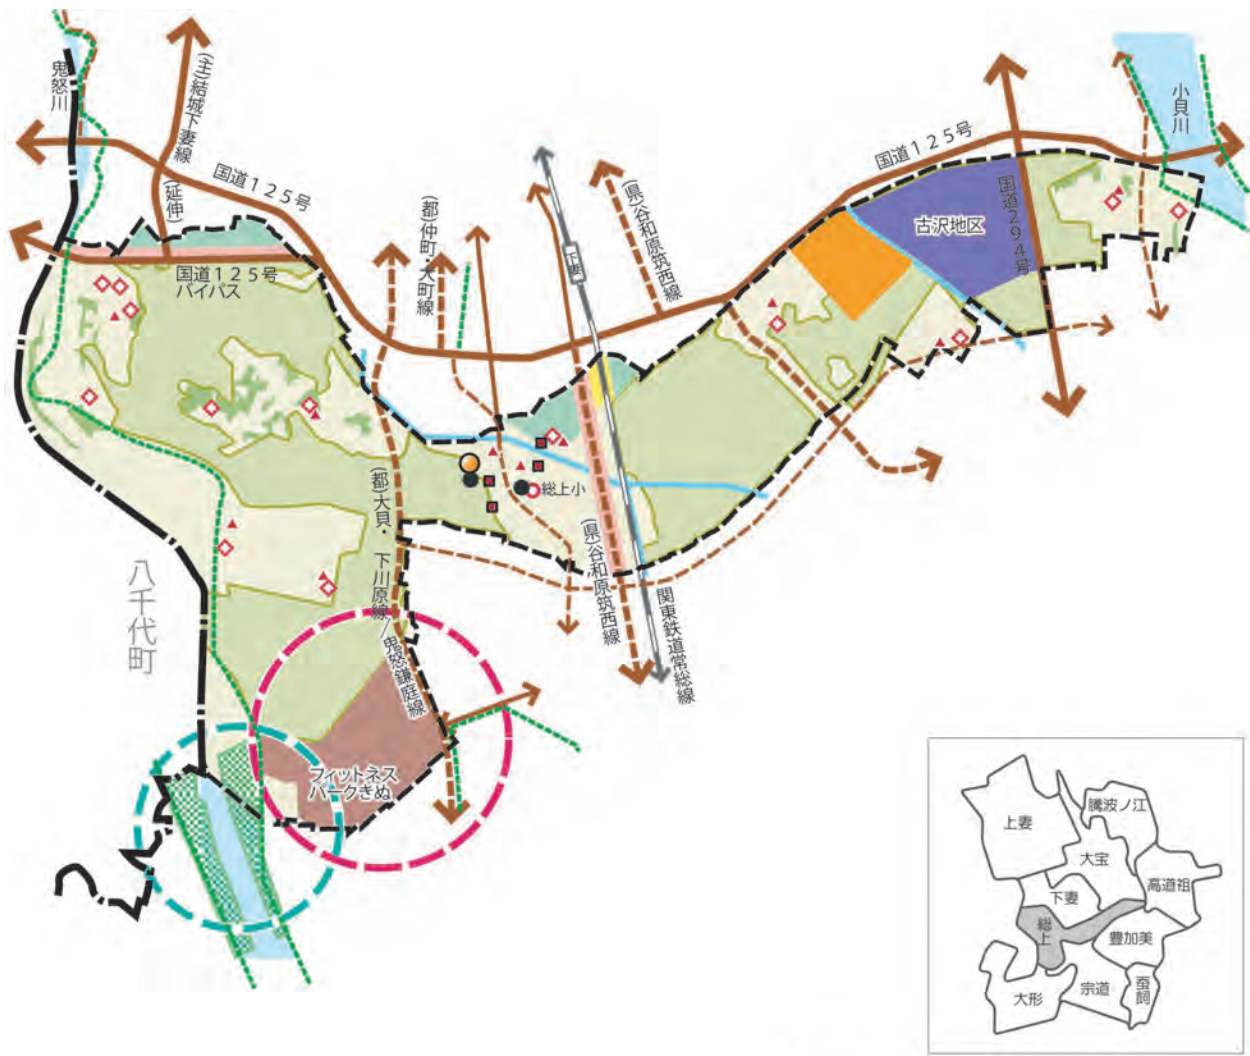 鬼怒川
(主)結城下妻線
(延伸)
国道125号
国道125号
バイパス
(都)仲町・大町線
下妻
(県)谷和原筑西線
国道125号
古沢地区
国道294号
小貝川
総上小
(都)大貝・下川原線/鬼怒鎌庭線
(県)谷和原筑西線
関東鉄道常総線
八千代町
フィットネス
パークきぬ
上妻
騰波ノ江
大宝
高道祖
下妻
総上
豊加美
大形
宗道
蚕飼